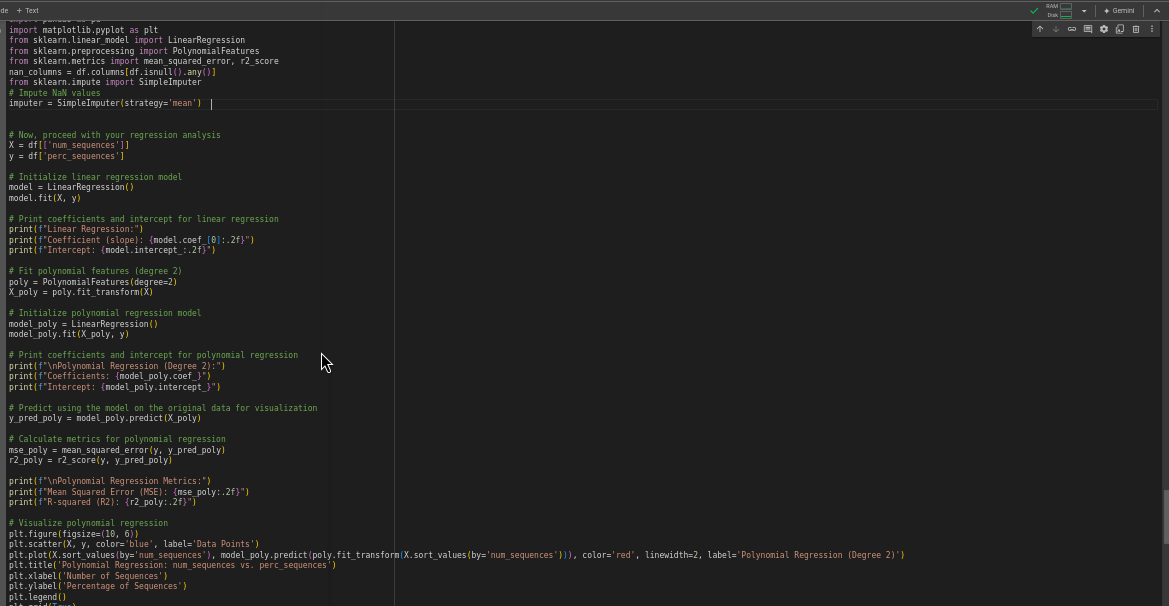 de + Text
RAM
Disk
Gemini
import matplotlib.pyplot as plt
from sklearn.linear_model import LinearRegression
from sklearn.preprocessing import PolynomialFeatures
from sklearn.metrics import mean_squared_error, r2_score
nan_columns = df.columns[df.isnull().any()]
from sklearn.impute import SimpleImputer
# Impute NaN values
imputer = SimpleImputer(strategy='mean')
# Now, proceed with your regression analysis
X = df[['num_sequences']]
y = df['perc_sequences']
# Initialize linear regression model
model = LinearRegression()
model.fit(X, y)
# Print coefficients and intercept for linear regression
print(f"Linear Regression:")
print(f"Coefficient (slope): {model.coef_[0]:.2f}")
print(f"Intercept: {model.intercept_:.2f}")
# Fit polynomial features (degree 2)
poly = PolynomialFeatures(degree=2)
X_poly = poly.fit_transform(X)
# Initialize polynomial regression model
model_poly = LinearRegression()
model_poly.fit(X_poly, y)
# Print coefficients and intercept for polynomial regression
print(f"\nPolynomial Regression (Degree 2):")
print(f"Coefficients: {model_poly.coef_}")
print(f"Intercept: {model_poly.intercept_}")
# Predict using the model on the original data for visualization
y_pred_poly = model_poly.predict(X_poly)
# Calculate metrics for polynomial regression
mse_poly = mean_squared_error(y, y_pred_poly)
r2_poly = r2_score(y, y_pred_poly)
print(f"\nPolynomial Regression Metrics:")
print(f"Mean Squared Error (MSE): {mse_poly:.2f}")
print(f"R-squared (R2): {r2_poly:.2f}")
# Visualize polynomial regression
plt.figure(figsize=(10, 6))
plt.scatter(X, y, color='blue', label='Data Points')
plt.plot(X.sort_values(by='num_sequences'), model_poly.predict(poly.fit_transform(X.sort_values(by='num_sequences'))), color='red', linewidth=2, label='Polynomial Regression (Degree 2)')
plt.title('Polynomial Regression: num_sequences vs. perc_sequences')
plt.xlabel('Number of Sequences')
plt.ylabel('Percentage of Sequences')
plt.legend()